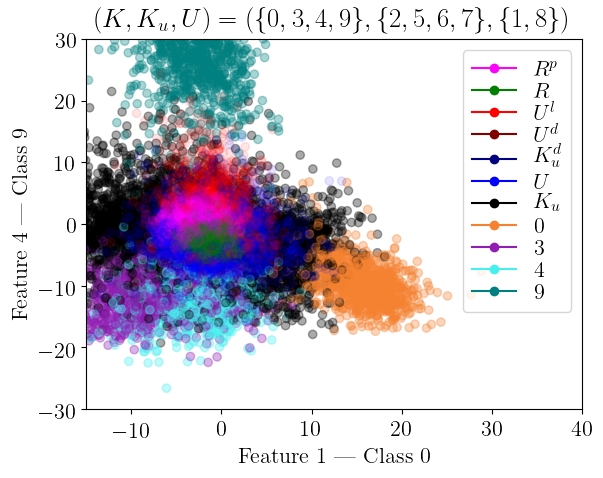 (K, K_u, U) = ({0, 3, 4, 9}, {2, 5, 6, 7}, {1, 8})
30
20
10
0
−10
−20
−30
Feature 4 — Class 9
R^p
R
U^l
U^d
K_u^d
U
K_u
0
3
4
9
−10
0
10
20
30
40
Feature 1 — Class 0